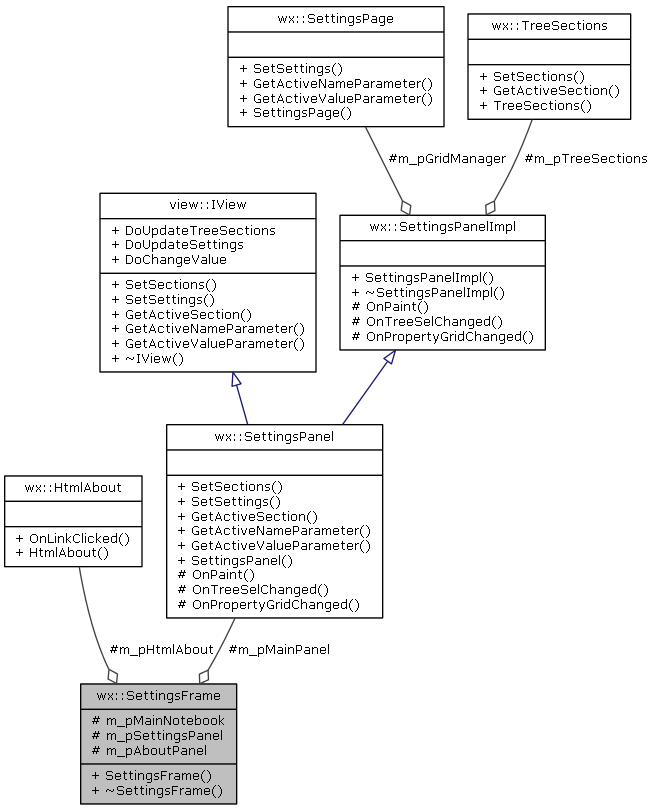 wx::SettingsPage
+ SetSettings()
+ GetActiveNameParameter()
+ GetActiveValueParameter()
+ SettingsPage()
wx::TreeSections
+ SetSections()
+ GetActiveSection()
+ TreeSections()
#m_pGridManager
#m_pTreeSections
view::IView
+ DoUpdateTreeSections
+ DoUpdateSettings
+ DoChangeValue
+ SetSections()
+ SetSettings()
+ GetActiveSection()
+ GetActiveNameParameter()
+ GetActiveValueParameter()
+ ~IView()
wx::SettingsPanelImpl
+ SettingsPanelImpl()
+ ~SettingsPanelImpl()
# OnPaint()
# OnTreeSelChanged()
# OnPropertyGridChanged()
wx::SettingsPanel
+ SetSections()
+ SetSettings()
+ GetActiveSection()
+ GetActiveNameParameter()
+ GetActiveValueParameter()
+ SettingsPanel()
# OnPaint()
# OnTreeSelChanged()
# OnPropertyGridChanged()
wx::HtmlAbout
+ OnLinkClicked()
+ HtmlAbout()
#m_pHtmlAbout
#m_pMainPanel
wx::SettingsFrame
# m_pMainNotebook
# m_pSettingsPanel
# m_pAboutPanel
+ SettingsFrame()
+ ~SettingsFrame()